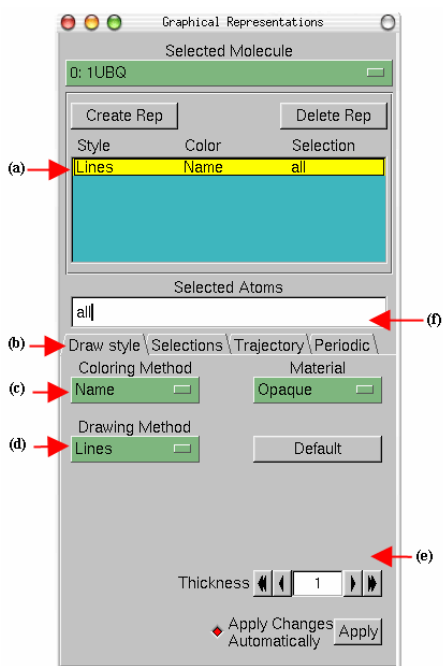 Graphical Representations
Selected Molecule
0: 1UBQ
Create Rep Delete Rep
Style Color Selection
(a) Lines Name all
Selected Atoms
all
(f)
(b) Draw style Selections Trajectory Periodic
Coloring Method Material
(c) Name Opaque
Drawing Method
(d) Lines Default
(e)
Thickness 1
Apply Changes
Automatically Apply